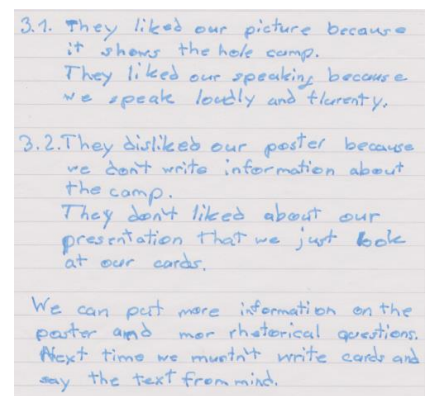 3.1. They liked our picture because
it shows the hole camp.
They liked our speaking because
we speak loudly and flurenty.
3.2. They disliked our poster because
we don't write information about
the camp.
They don't liked about our
presentation that we just look
at our cards.
We can put more information on the
poster and mor rhetorical questions.
Next time we mustn't write cards and
say the text from mind.